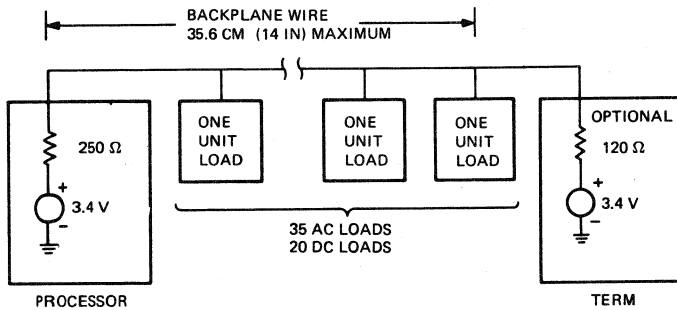 BACKPLANE WIRE
35.6 CM (14 IN) MAXIMUM
ONE
UNIT
LOAD
ONE
UNIT
LOAD
ONE
UNIT
LOAD
OPTIONAL
250 Ω
120 Ω
+
3.4 V
−
+
3.4 V
−
35 AC LOADS
20 DC LOADS
PROCESSOR
TERM